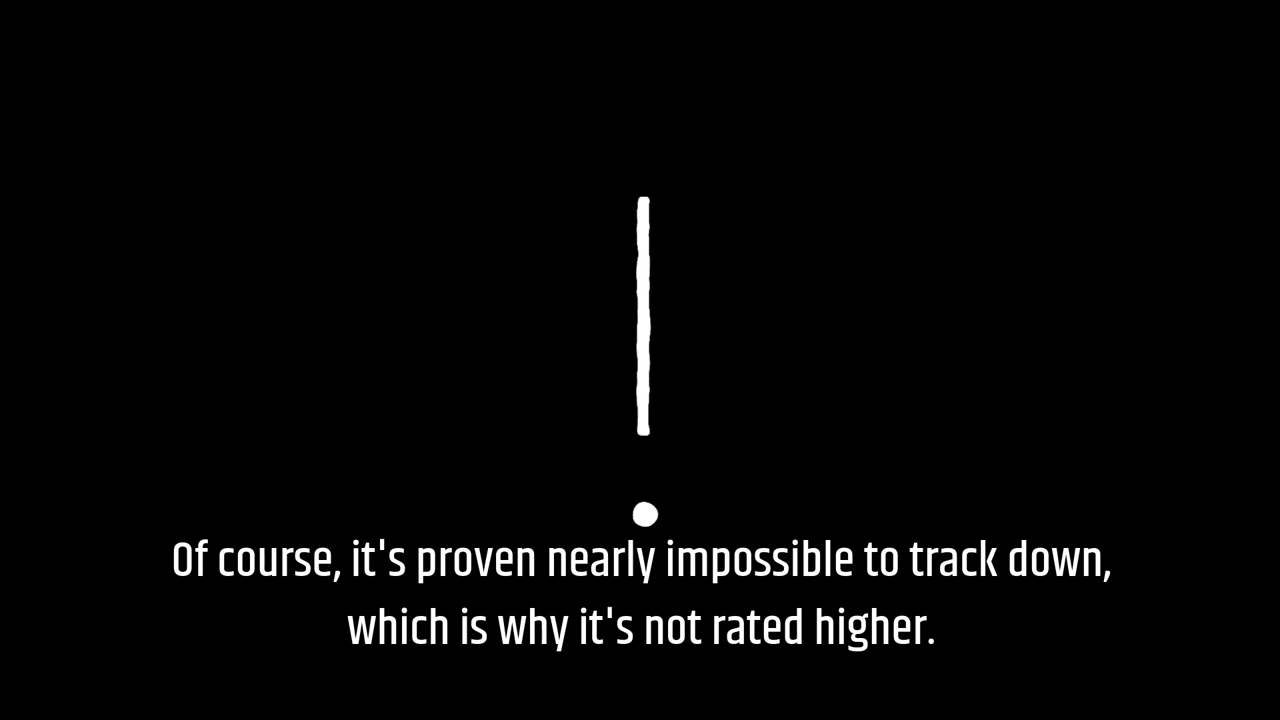 !
Of course, it's proven nearly impossible to track down,
which is why it's not rated higher.